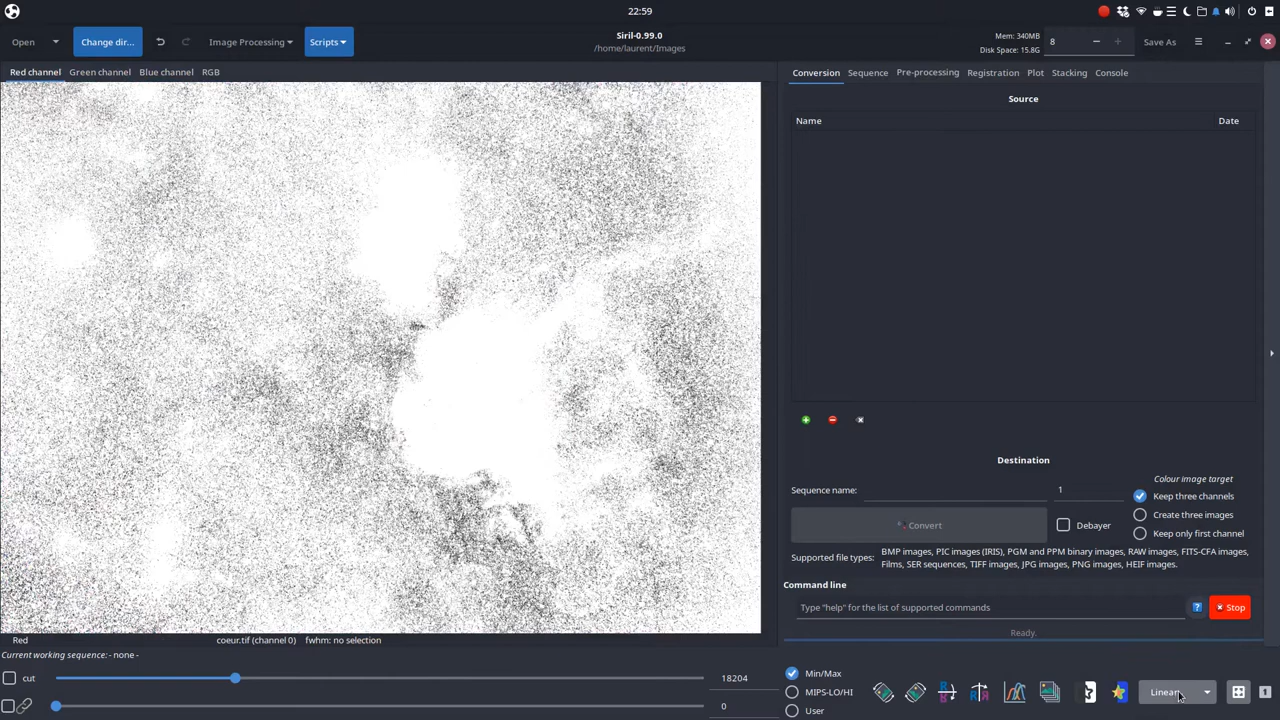 22:59
Open
Change dir...
Image Processing
Scripts
Siril-0.99.0
/home/laurent/Images
Mem: 340MB
Disk Space: 15.8G
8
Save As
Red channel
Green channel
Blue channel
RGB
Conversion
Sequence
Pre-processing
Registration
Plot
Stacking
Console
Source
Name
Date
Destination
Colour image target
Sequence name:
1
Keep three channels
Create three images
Keep only first channel
Convert
Debayer
Supported file types:
BMP images, PIC images (IRIS), PGM and PPM binary images, RAW images, FITS-CFA images,
Films, SER sequences, TIFF images, JPG images, PNG images, HEIF images.
Command line
Type "help" for the list of supported commands
?
Stop
Ready.
Red
coeur.tif (channel 0)
fwhm: no selection
Current working sequence: - none -
cut
18204
0
Min/Max
MIPS-LO/HI
User
Linear